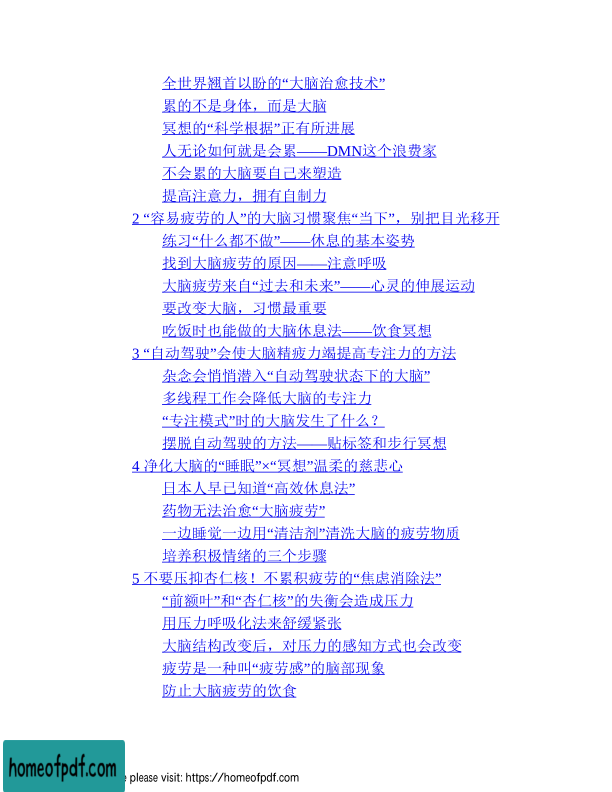 全世界翘首以盼的“大脑治愈技术”
累的不是身体，而是大脑
冥想的“科学根据”正有所进展
人无论如何就是会累——DMN这个浪费家
不会累的大脑要自己来塑造
提高注意力，拥有自制力
2 “容易疲劳的人”的大脑习惯聚焦“当下”，别把目光移开
练习“什么都不做”——休息的基本姿势
找到大脑疲劳的原因——注意呼吸
大脑疲劳来自“过去和未来”——心灵的伸展运动
要改变大脑，习惯最重要
吃饭时也能做的大脑休息法——饮食冥想
3 “自动驾驶”会使大脑精疲力竭提高专注力的方法
杂念会悄悄潜入“自动驾驶状态下的大脑”
多线程工作会降低大脑的专注力
“专注模式”时的大脑发生了什么？
摆脱自动驾驶的方法——贴标签和步行冥想
4 净化大脑的“睡眠”×“冥想”温柔的慈悲心
日本人早已知道“高效休息法”
药物无法治愈“大脑疲劳”
一边睡觉一边用“清洁剂”清洗大脑的疲劳物质
培养积极情绪的三个步骤
5 不要压抑杏仁核！不累积疲劳的“焦虑消除法”
“前额叶”和“杏仁核”的失衡会造成压力
用压力呼吸化法来舒缓紧张
大脑结构改变后，对压力的感知方式也会改变
疲劳是一种叫“疲劳感”的脑部现象
防止大脑疲劳的饮食
homeofpdf.com
e please visit: https://homeofpdf.com